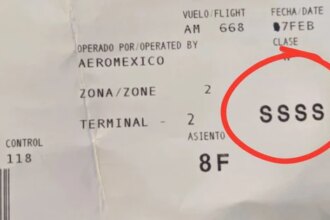 VUELO/FLIGHT FECHA/DATE
AM 668 07FEB
OPERADO POR/OPERATED BY CLASE
AEROMEXICO
ZONA/ZONE 2
SSSS
TERMINAL - 2
CONTROL ASIENTO
118 8F